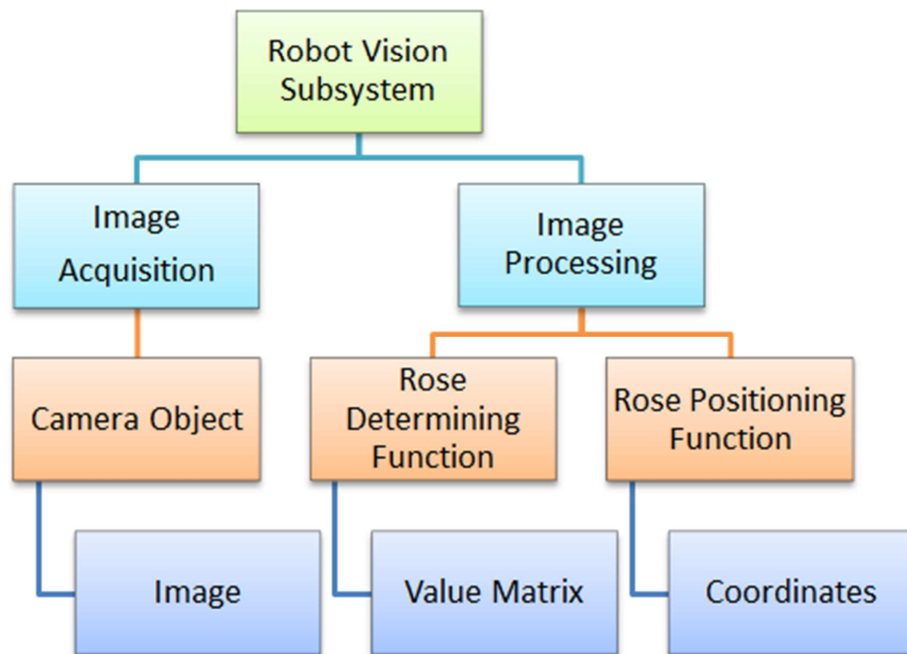 Robot Vision
Subsystem
Image
Acquisition
Image
Processing
Camera Object
Rose
Determining
Function
Rose Positioning
Function
Image
Value Matrix
Coordinates